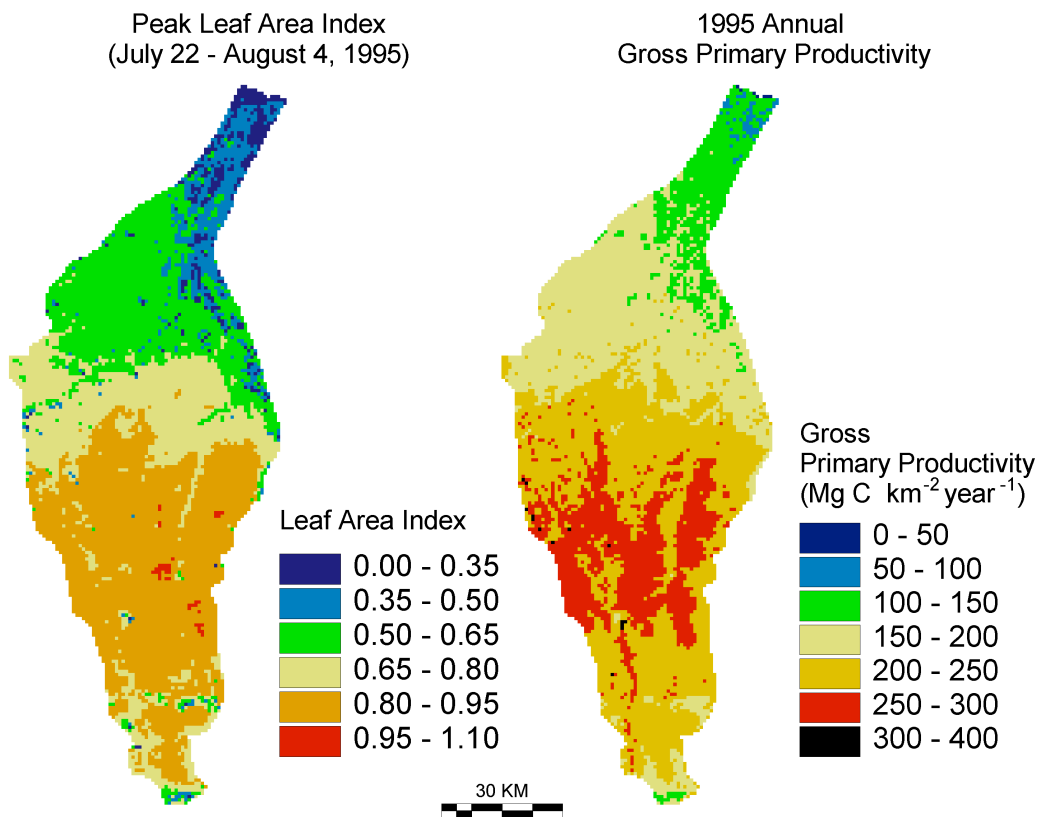 Peak Leaf Area Index
(July 22 - August 4, 1995)
1995 Annual
Gross Primary Productivity
Leaf Area Index
0.00 - 0.35
0.35 - 0.50
0.50 - 0.65
0.65 - 0.80
0.80 - 0.95
0.95 - 1.10
Gross
Primary Productivity
(Mg C km⁻² year⁻¹)
0 - 50
50 - 100
100 - 150
150 - 200
200 - 250
250 - 300
300 - 400
30 KM